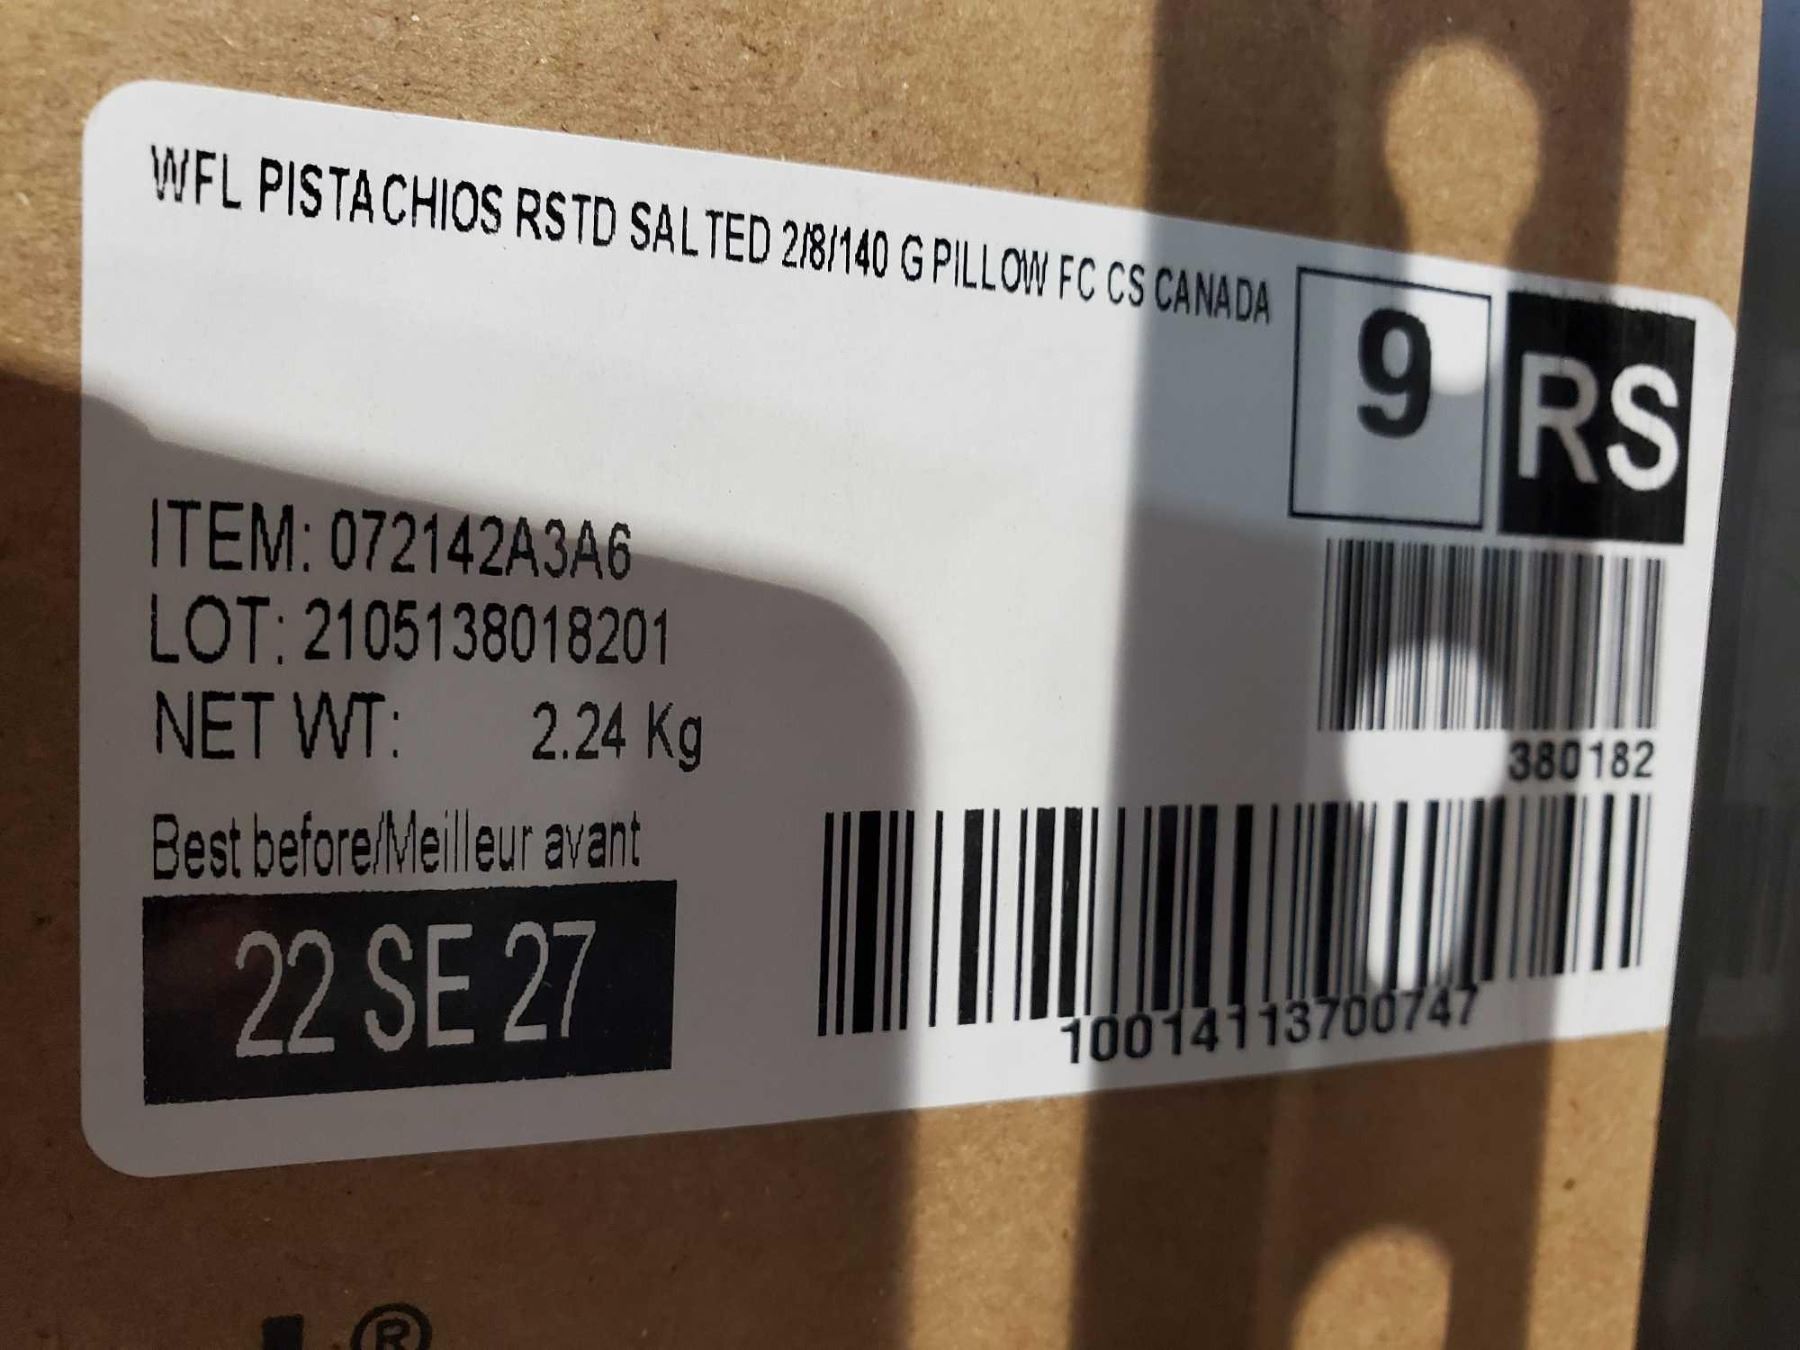 WFL PISTACHIOS RSTD SALTED 2/8/140 G PILLOW FC CS CANADA
9 RS
ITEM: 072142A3A6
LOT: 2105138018201
NET WT: 2.24 Kg
380182
Best before/Meilleur avant
22 SE 27
10014113700747
®